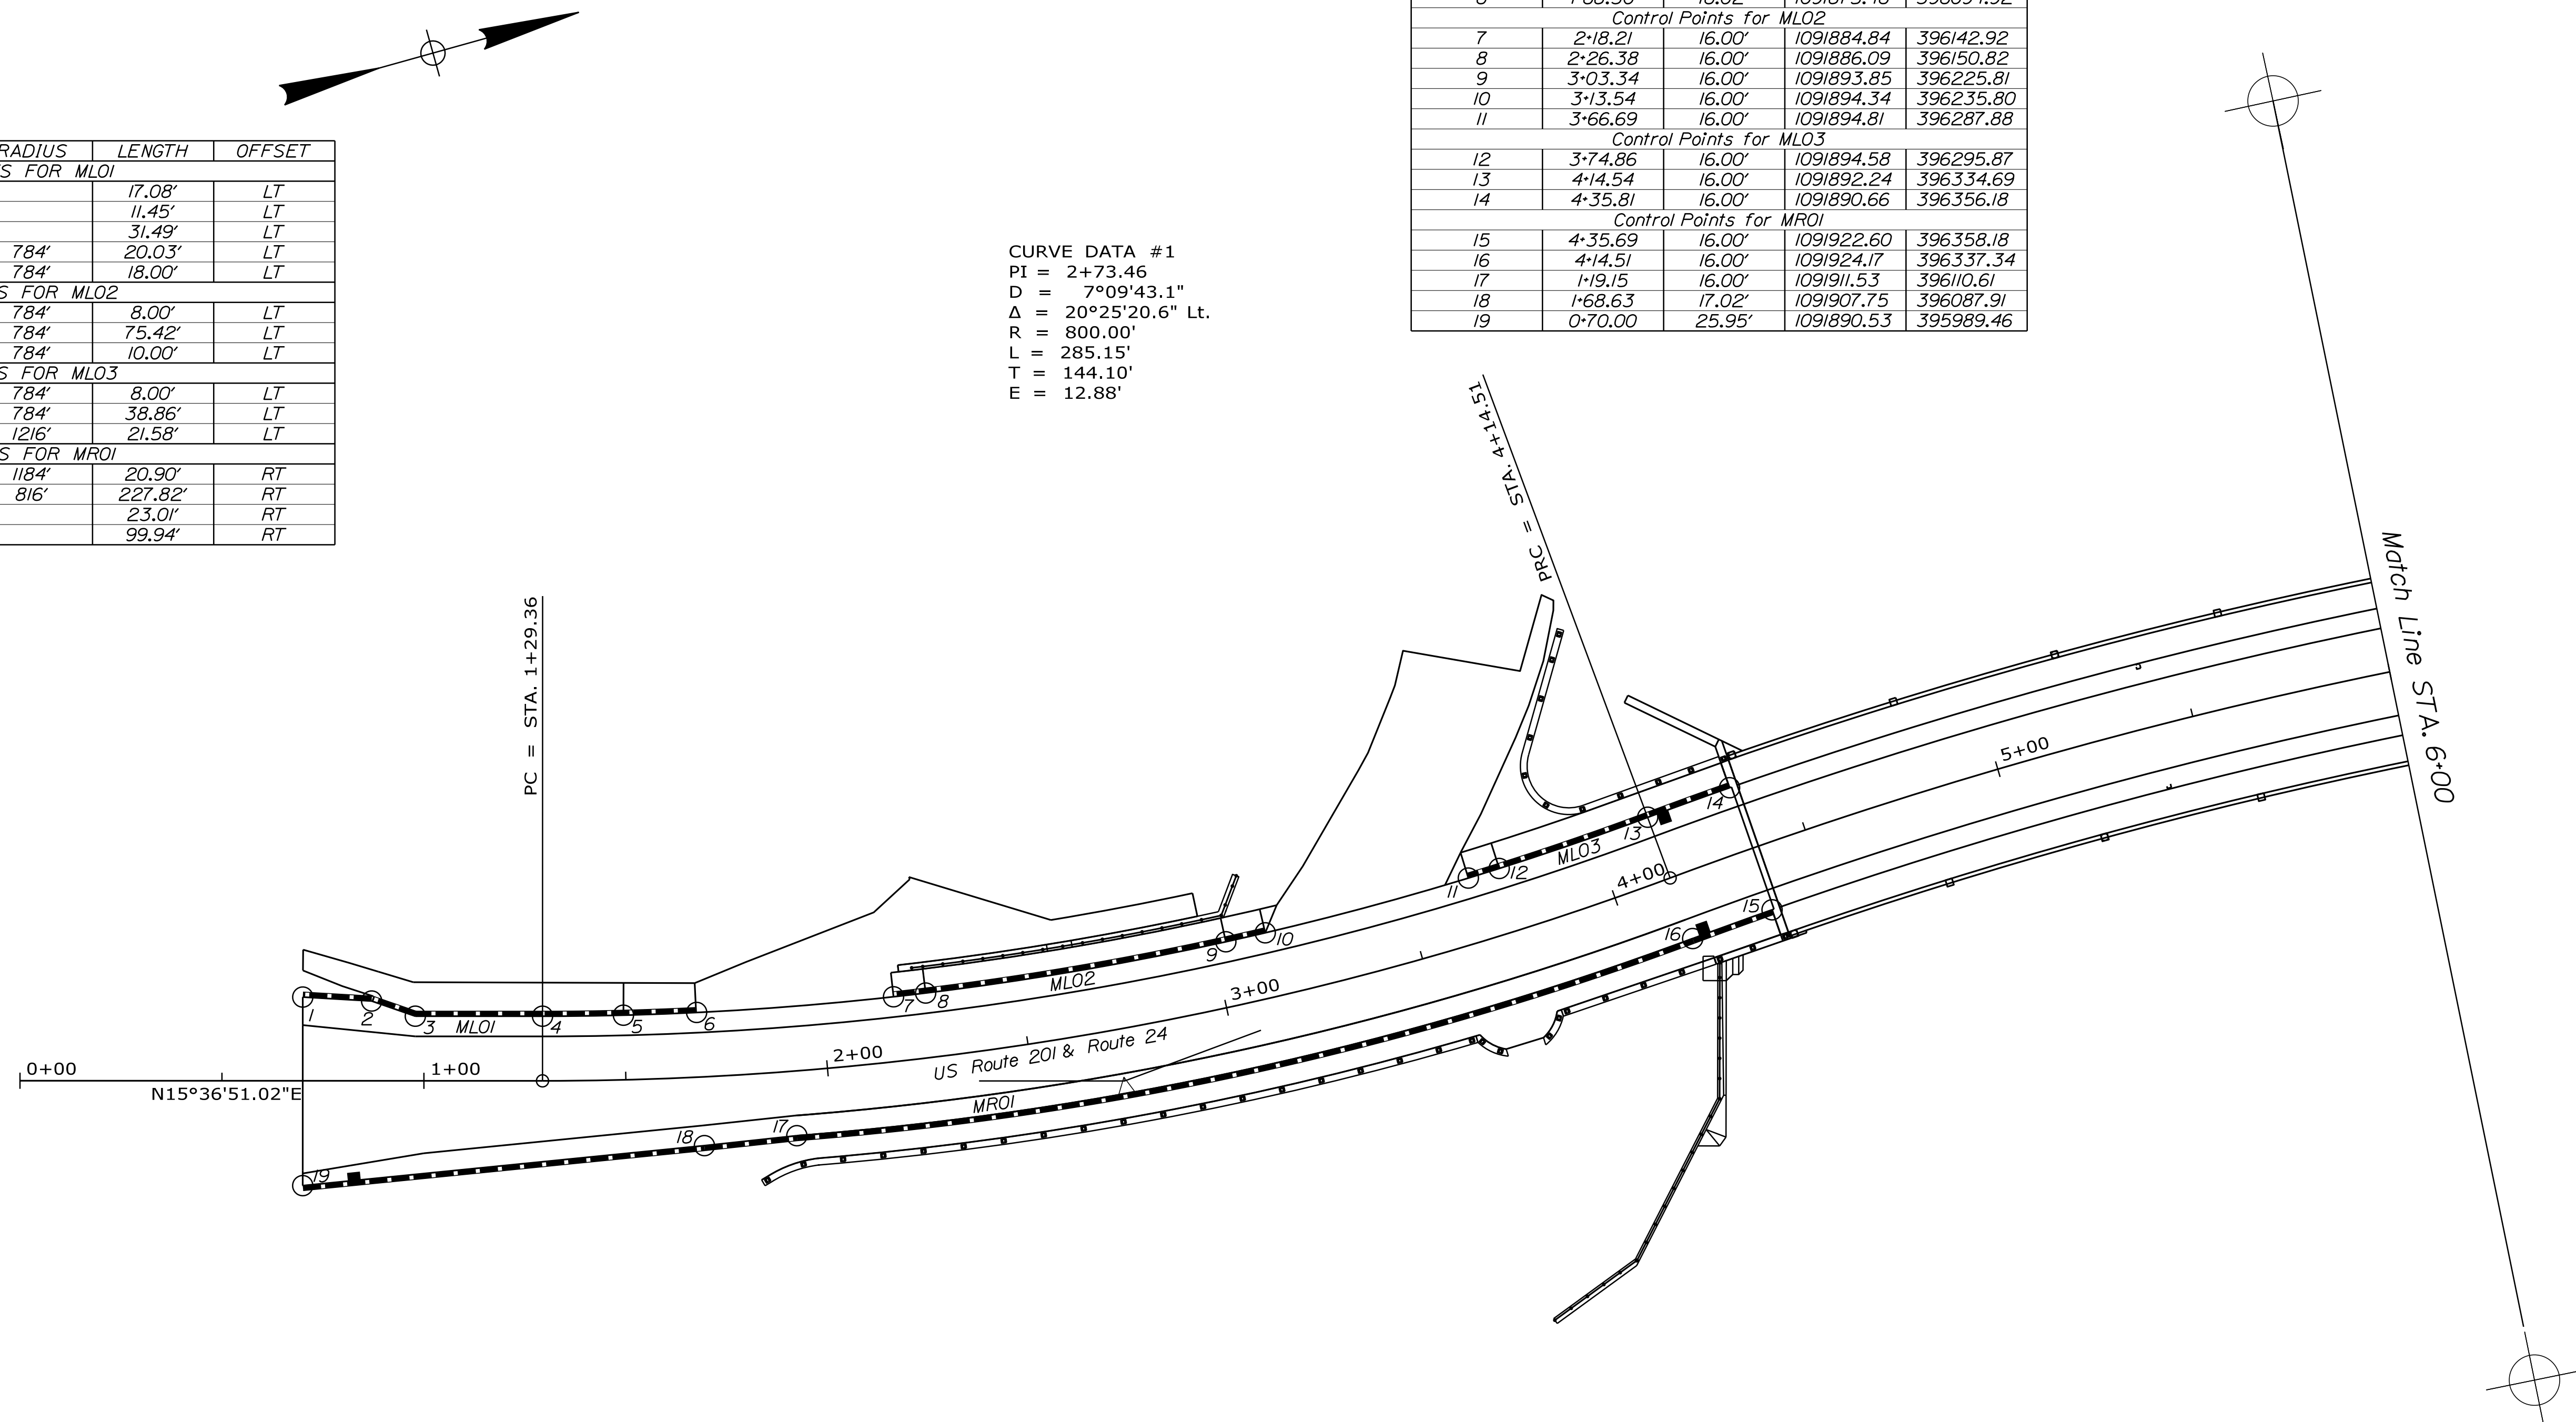 RADIUS LENGTH OFFSET
S FOR ML01
17.08' LT
11.45' LT
31.49' LT
784' 20.03' LT
784' 18.00' LT
S FOR ML02
784' 8.00' LT
784' 75.42' LT
784' 10.00' LT
S FOR ML03
784' 8.00' LT
784' 38.86' LT
1216' 21.58' LT
S FOR MR01
1184' 20.90' RT
816' 227.82' RT
23.01' RT
99.94' RT
CURVE DATA #1
PI = 2+73.46
D = 7°09'43.1"
Δ = 20°25'20.6" Lt.
R = 800.00'
L = 285.15'
T = 144.10'
E = 12.88'
Control Points for ML02
7 2+18.21 16.00' 1091884.84 396142.92
8 2+26.38 16.00' 1091886.09 396150.82
9 3+03.34 16.00' 1091893.85 396225.81
10 3+13.54 16.00' 1091894.34 396235.80
11 3+66.69 16.00' 1091894.81 396287.88
Control Points for ML03
12 3+74.86 16.00' 1091894.58 396295.87
13 4+14.54 16.00' 1091892.24 396334.69
14 4+35.81 16.00' 1091890.66 396356.18
Control Points for MR01
15 4+35.69 16.00' 1091922.60 396358.18
16 4+14.51 16.00' 1091924.17 396337.34
17 1+19.15 16.00' 1091911.53 396110.61
18 1+68.63 17.02' 1091907.75 396087.91
19 0+70.00 25.95' 1091890.53 395989.46
PRC = STA. 4+14.51
PC = STA. 1+29.36
Match Line STA. 6+00
5+00
14
13
ML03
12
11
4+00
15
16
10
9
ML02
8
7
3+00
1
2
3
ML01
4
5
6
2+00
US Route 201 & Route 24
0+00
1+00
N15°36'51.02"E
MR01
17
18
19